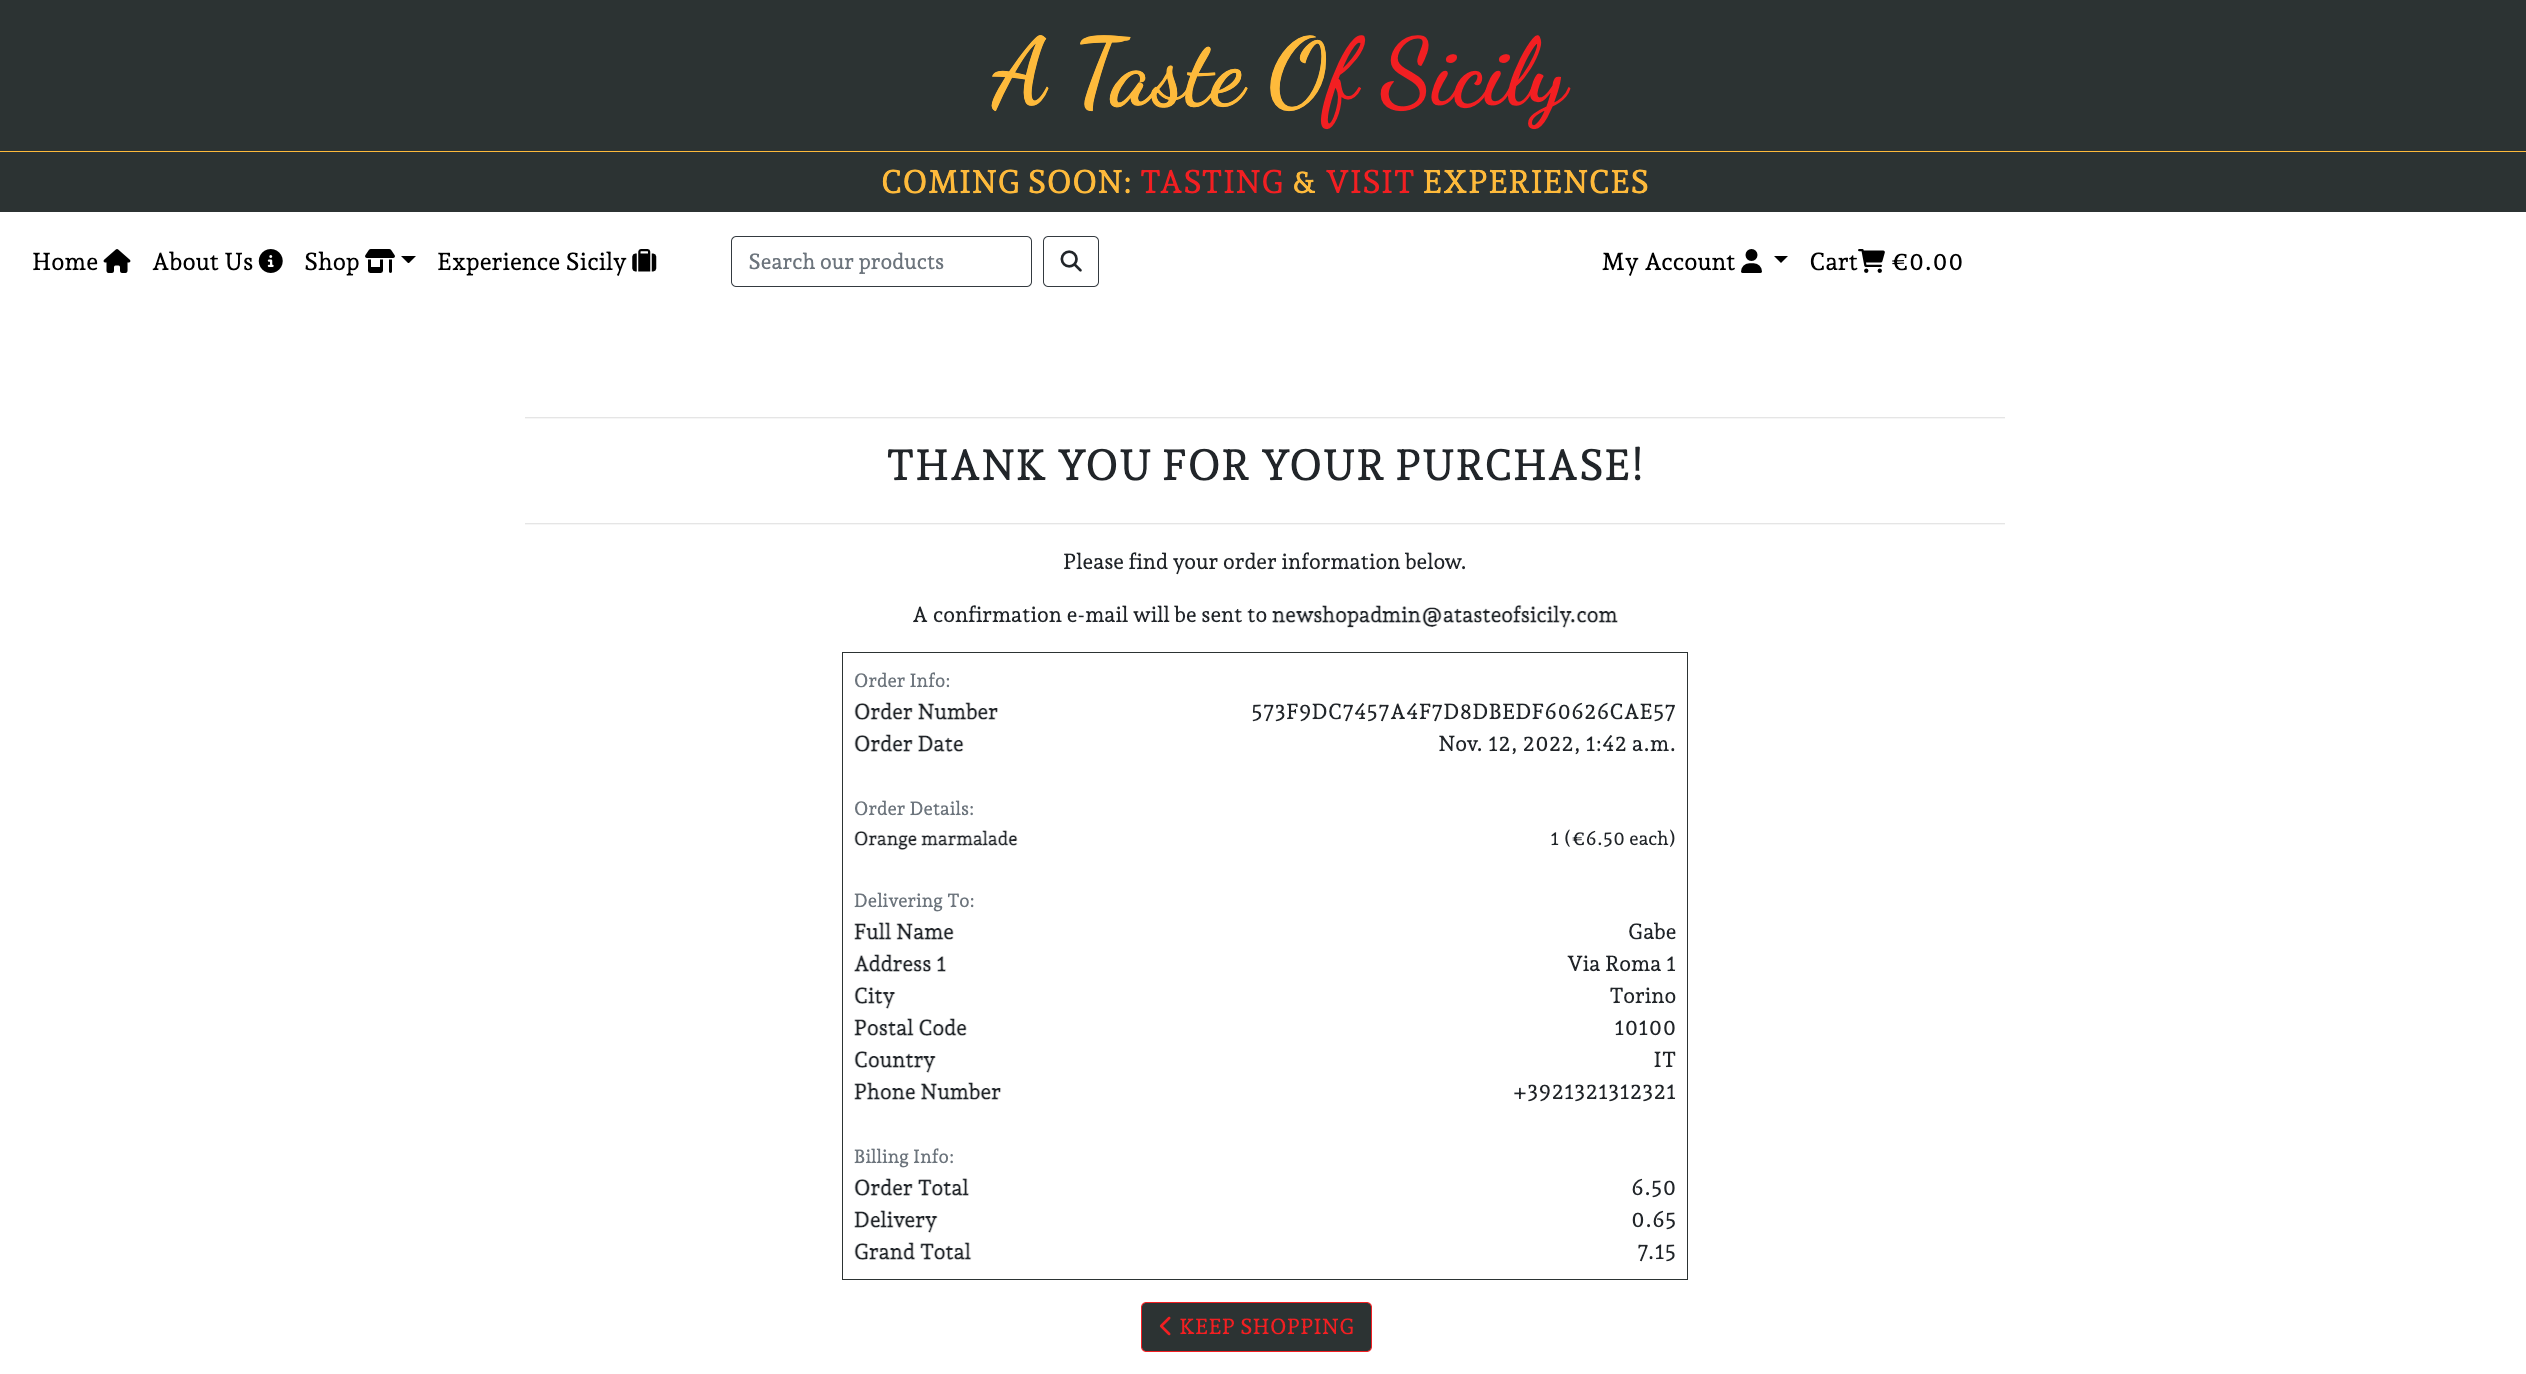 A Taste Of Sicily
COMING SOON: TASTING & VISIT EXPERIENCES
Home About Us Shop Experience Sicily Search our products My Account Cart €0.00
THANK YOU FOR YOUR PURCHASE!
Please find your order information below.
A confirmation e-mail will be sent to newshopadmin@atasteofsicily.com
Order Info:
Order Number 573F9DC7457A4F7D8DBEDF60626CAE57
Order Date Nov. 12, 2022, 1:42 a.m.
Order Details:
Orange marmalade 1 (€6.50 each)
Delivering To:
Full Name Gabe
Address 1 Via Roma 1
City Torino
Postal Code 10100
Country IT
Phone Number +3921321312321
Billing Info:
Order Total 6.50
Delivery 0.65
Grand Total 7.15
KEEP SHOPPING